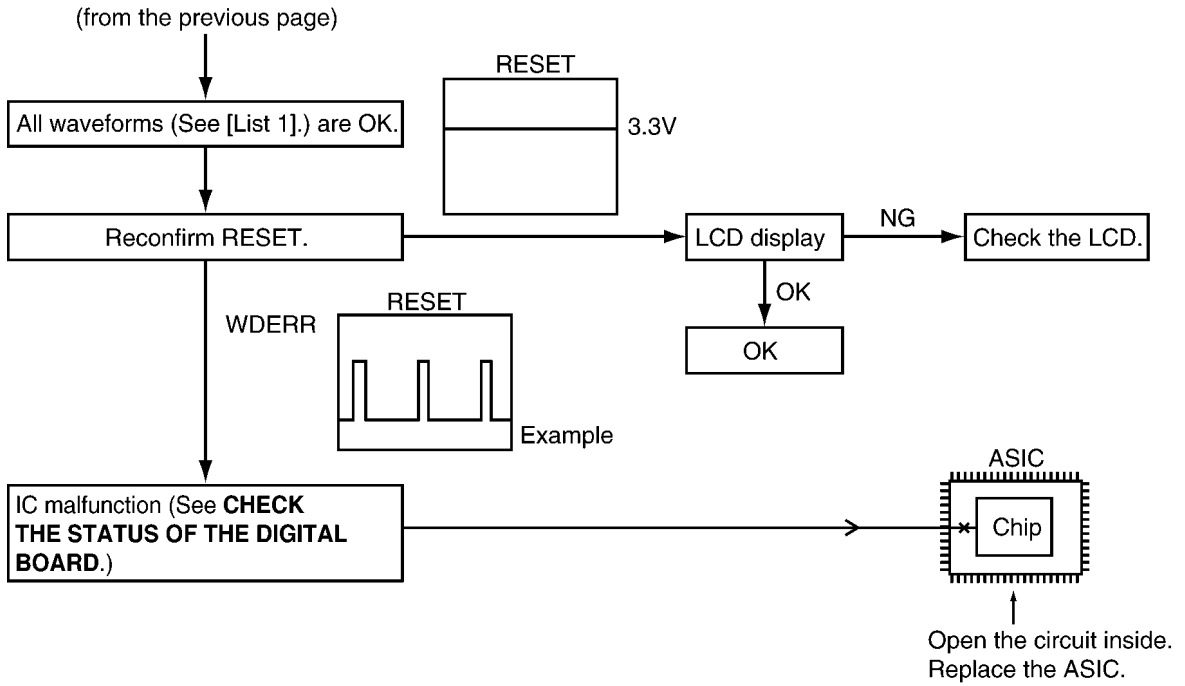 (from the previous page)
RESET
All waveforms (See [List 1].) are OK.
3.3V
Reconfirm RESET.
LCD display
NG
Check the LCD.
OK
OK
WDERR
RESET
Example
IC malfunction (See CHECK
THE STATUS OF THE DIGITAL
BOARD.)
ASIC
Chip
Open the circuit inside.
Replace the ASIC.